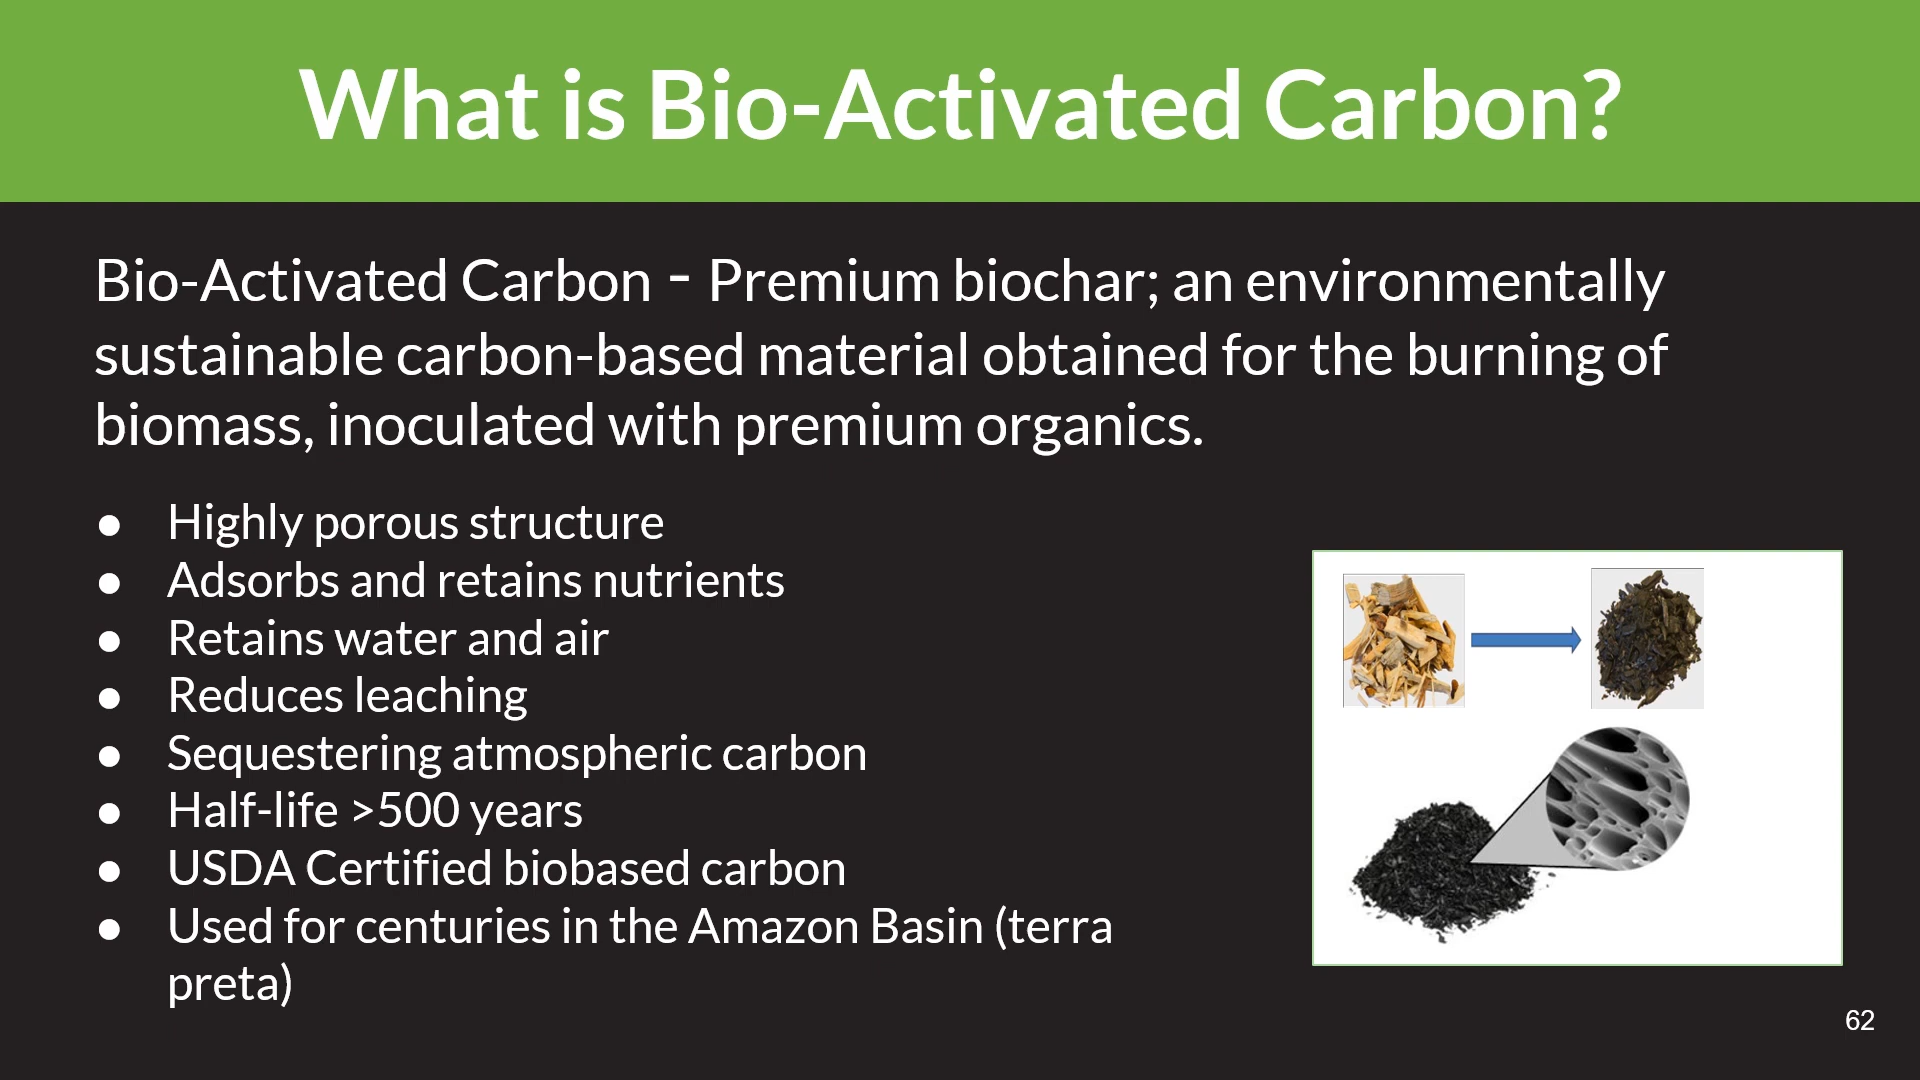 What is Bio-Activated Carbon?
Bio-Activated Carbon - Premium biochar; an environmentally
sustainable carbon-based material obtained for the burning of
biomass, inoculated with premium organics.
● Highly porous structure
● Adsorbs and retains nutrients
● Retains water and air
● Reduces leaching
● Sequestering atmospheric carbon
● Half-life >500 years
● USDA Certified biobased carbon
● Used for centuries in the Amazon Basin (terra
preta)
62